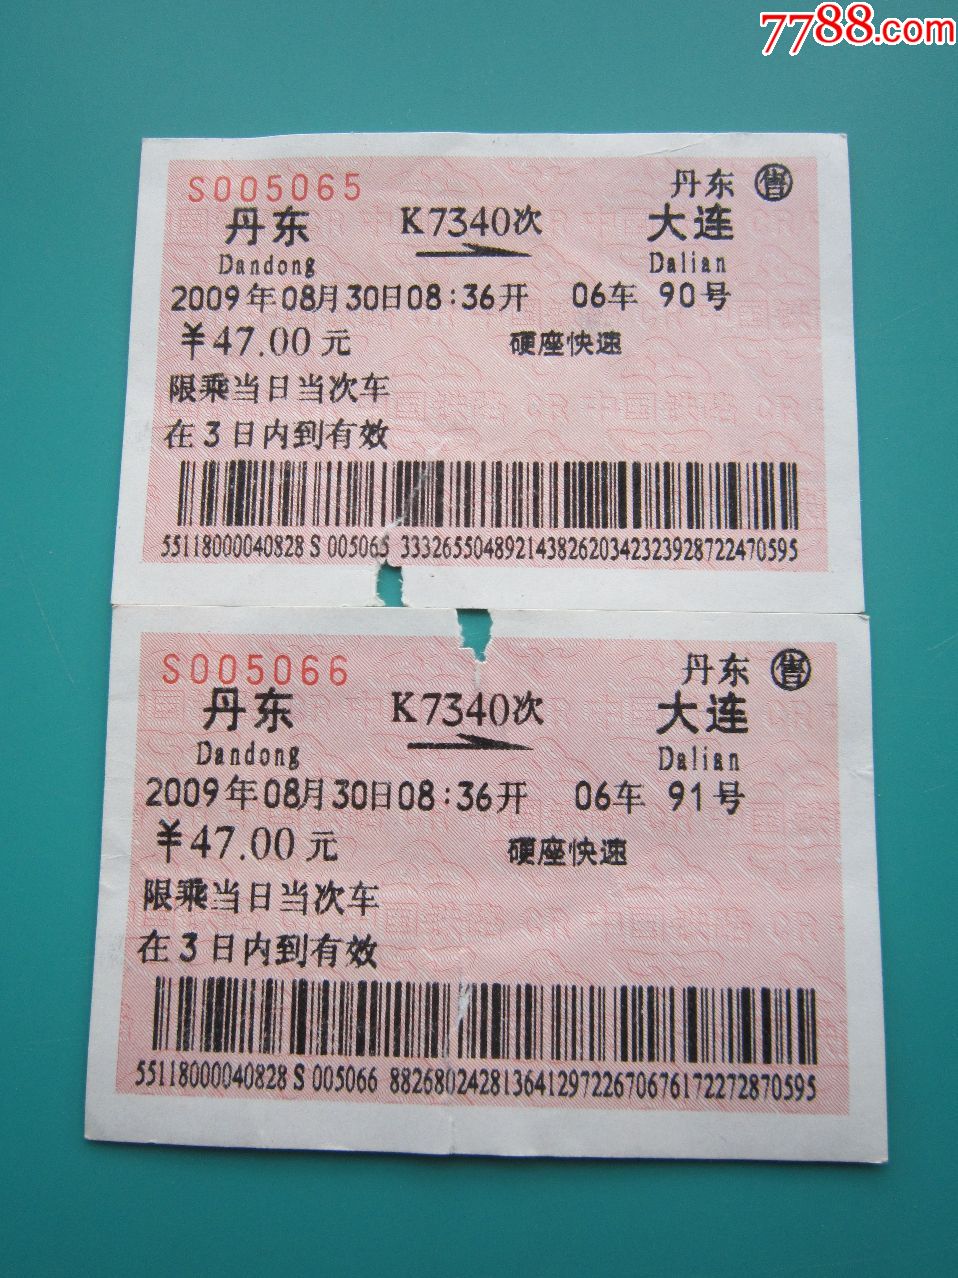 7788.com
S005065 丹东 售
丹东 K7340次 大连
Dandong Dalian
2009年08月30日08:36开 06车 90号
¥47.00元 硬座快速
限乘当日当次车
在3日内到有效
55118000040828 S 005065 333265504892143826203423239287224705​95
S005066 丹东 售
丹东 K7340次 大连
Dandong Dalian
2009年08月30日08:36开 06车 91号
¥47.00元 硬座快速
限乘当日当次车
在3日内到有效
55118000040828 S 005066 882680242813641297226706761722728705​95